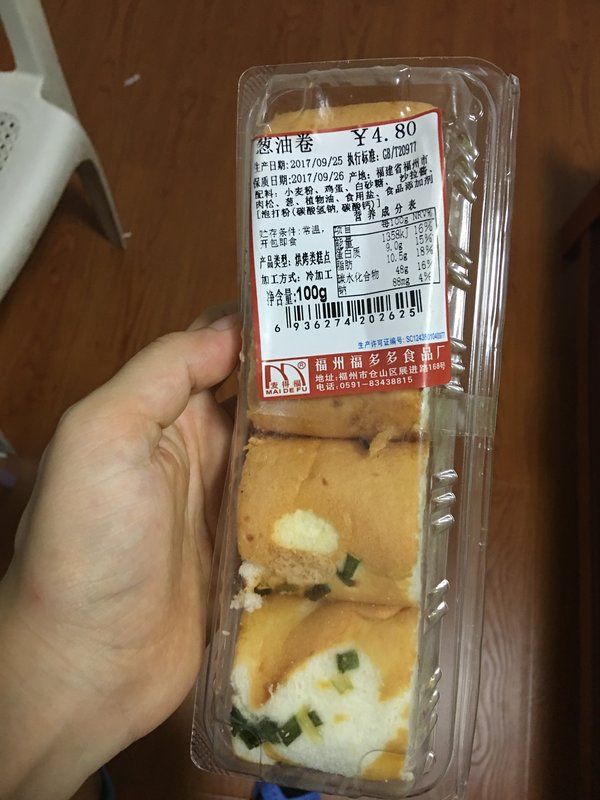 葱油卷 ￥4.80
生产日期:2017/09/25 执行标准: GB/T20977
保质日期:2017/09/26 产地: 福建省福州市
配料: 小麦粉、鸡蛋、白砂糖、沙拉酱、
肉松、葱、植物油、食用盐、食品添加剂
[泡打粉(碳酸氢钠,碳酸钙)]
营养成分表
贮存条件:常温,
开包即食
产品类型: 烘烤类糕点
加工方式: 冷加工
净含量:100g
项目 每100g NRV%
能量 1358kJ 16%
蛋白质 9.0g 15%
脂肪 10.5g 18%
碳水化合物 48g 16%
钠 88mg 4%
6 936274 202625
生产许可证编号:
福州福多多食品厂
地址: 福州市仓山区展进路168号
电话: 0591-83438815
麦得福®
MAIDEFU